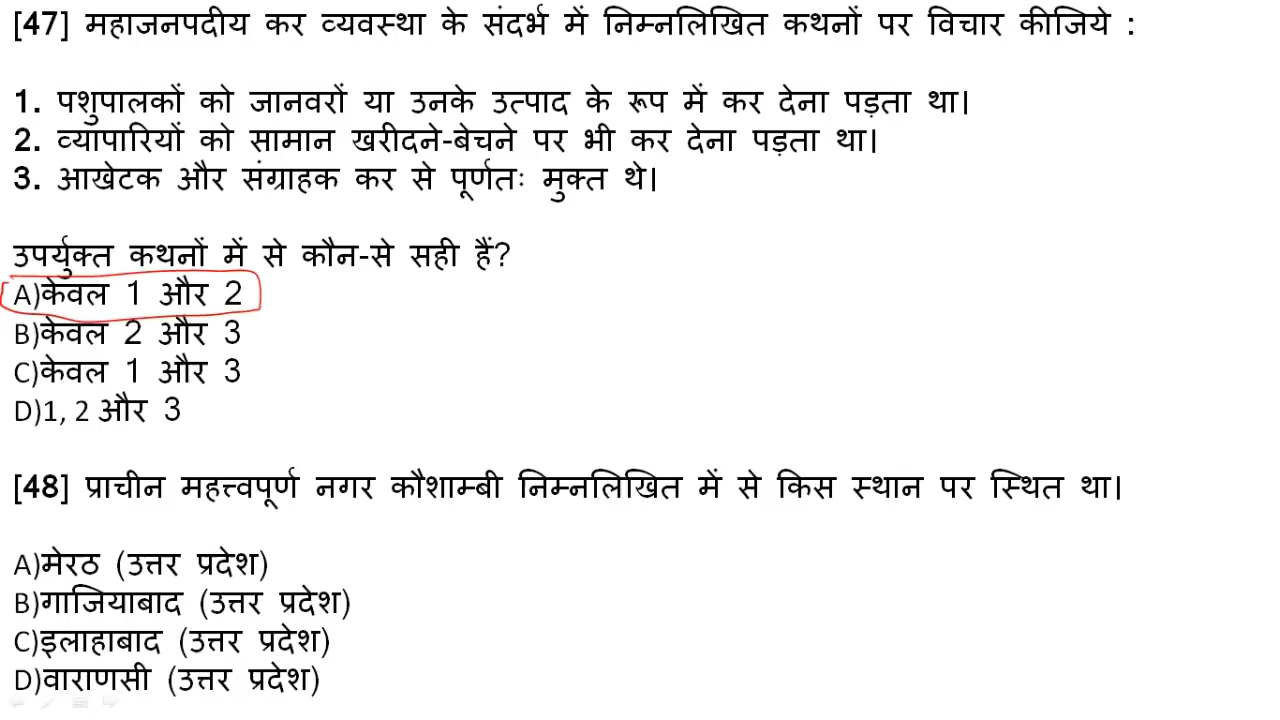 [47] महाजनपदीय कर व्यवस्था के संदर्भ में निम्नलिखित कथनों पर विचार कीजिये :
1. पशुपालकों को जानवरों या उनके उत्पाद के रूप में कर देना पड़ता था।
2. व्यापारियों को सामान खरीदने-बेचने पर भी कर देना पड़ता था।
3. आखेटक और संग्राहक कर से पूर्णतः मुक्त थे।
उपर्युक्त कथनों में से कौन-से सही हैं?
A)केवल 1 और 2
B)केवल 2 और 3
C)केवल 1 और 3
D)1, 2 और 3
[48] प्राचीन महत्त्वपूर्ण नगर कौशाम्बी निम्नलिखित में से किस स्थान पर स्थित था।
A)मेरठ (उत्तर प्रदेश)
B)गाजियाबाद (उत्तर प्रदेश)
C)इलाहाबाद (उत्तर प्रदेश)
D)वाराणसी (उत्तर प्रदेश)